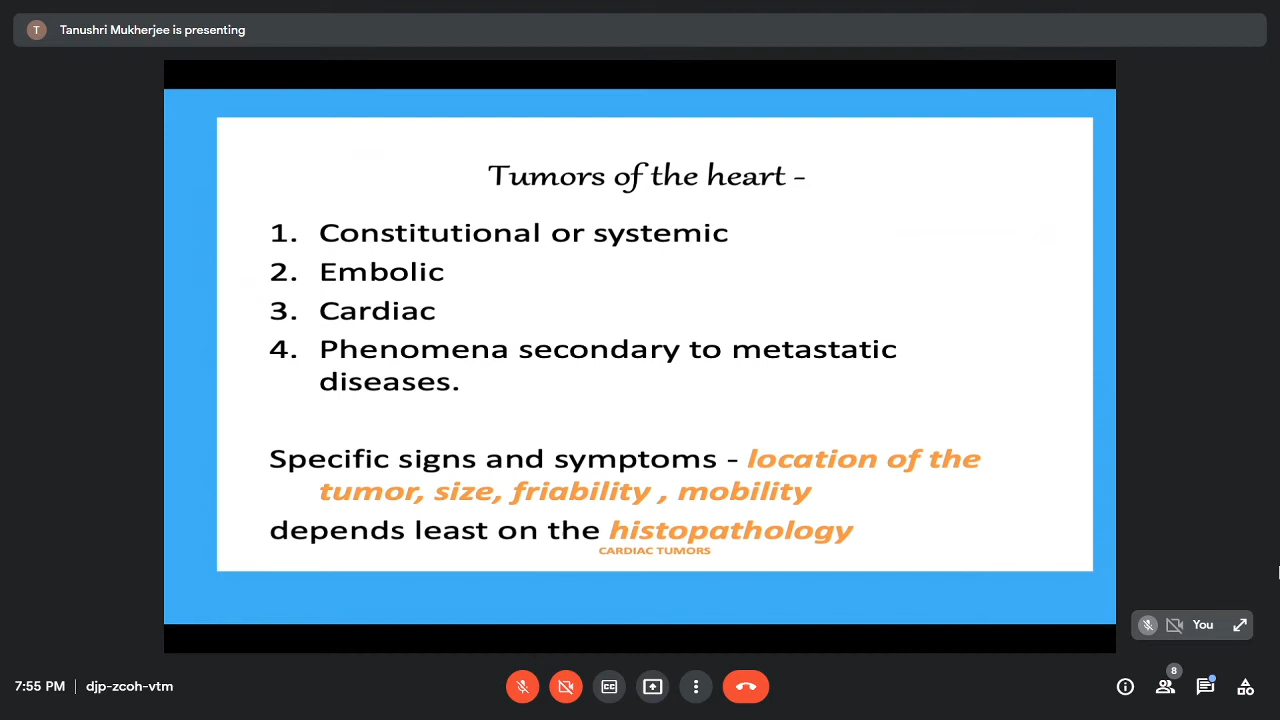 T Tanushri Mukherjee is presenting
Tumors of the heart -
1. Constitutional or systemic
2. Embolic
3. Cardiac
4. Phenomena secondary to metastatic
diseases.
Specific signs and symptoms - location of the
tumor, size, friability , mobility
depends least on the histopathology
CARDIAC TUMORS
You
7:55 PM | djp-zcoh-vtm
CC
8